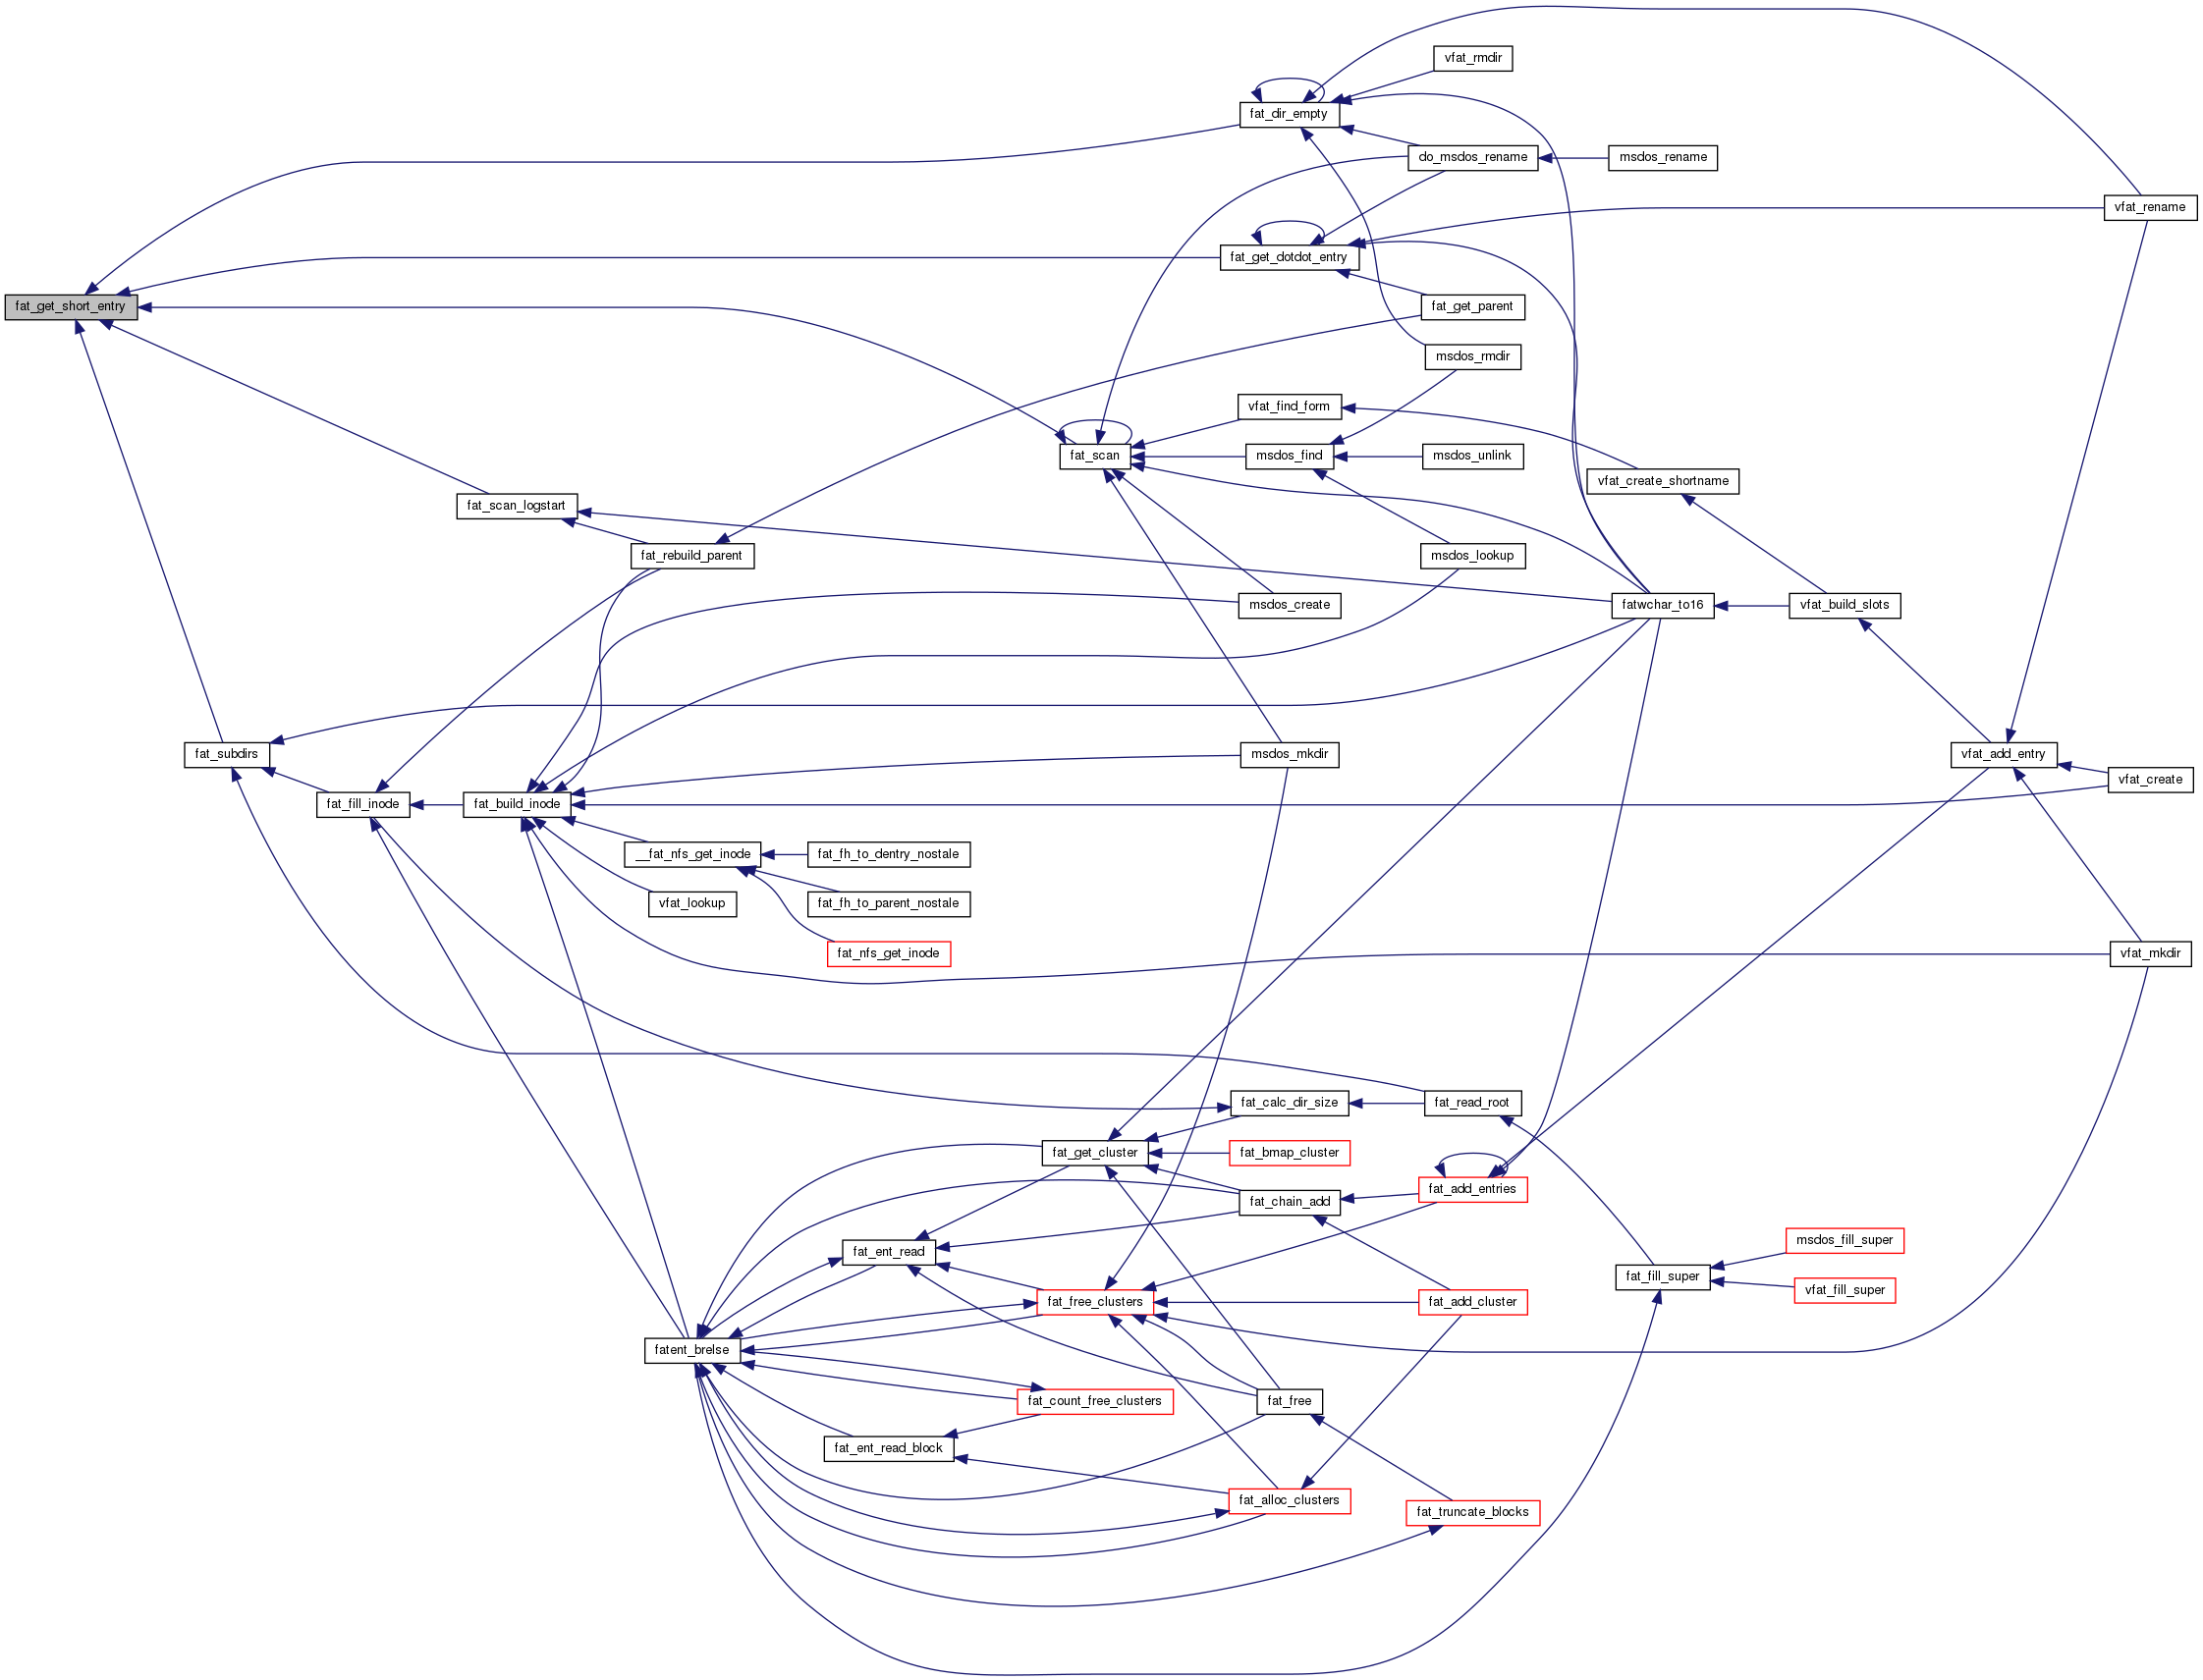 vfat_rmdir
fat_dir_empty
do_msdos_rename
msdos_rename
vfat_rename
fat_get_dotdot_entry
fat_get_short_entry
fat_get_parent
msdos_rmdir
vfat_find_form
fat_scan
msdos_find
msdos_unlink
vfat_create_shortname
fat_scan_logstart
fat_rebuild_parent
msdos_lookup
msdos_create
fatwchar_to16
vfat_build_slots
fat_subdirs
msdos_mkdir
vfat_add_entry
vfat_create
fat_fill_inode
fat_build_inode
__fat_nfs_get_inode
fat_fh_to_dentry_nostale
vfat_lookup
fat_fh_to_parent_nostale
fat_nfs_get_inode
vfat_mkdir
fat_calc_dir_size
fat_read_root
fat_get_cluster
fat_bmap_cluster
fat_add_entries
fat_chain_add
fat_ent_read
msdos_fill_super
fat_fill_super
vfat_fill_super
fat_free_clusters
fat_add_cluster
fatent_brelse
fat_count_free_clusters
fat_free
fat_ent_read_block
fat_alloc_clusters
fat_truncate_blocks